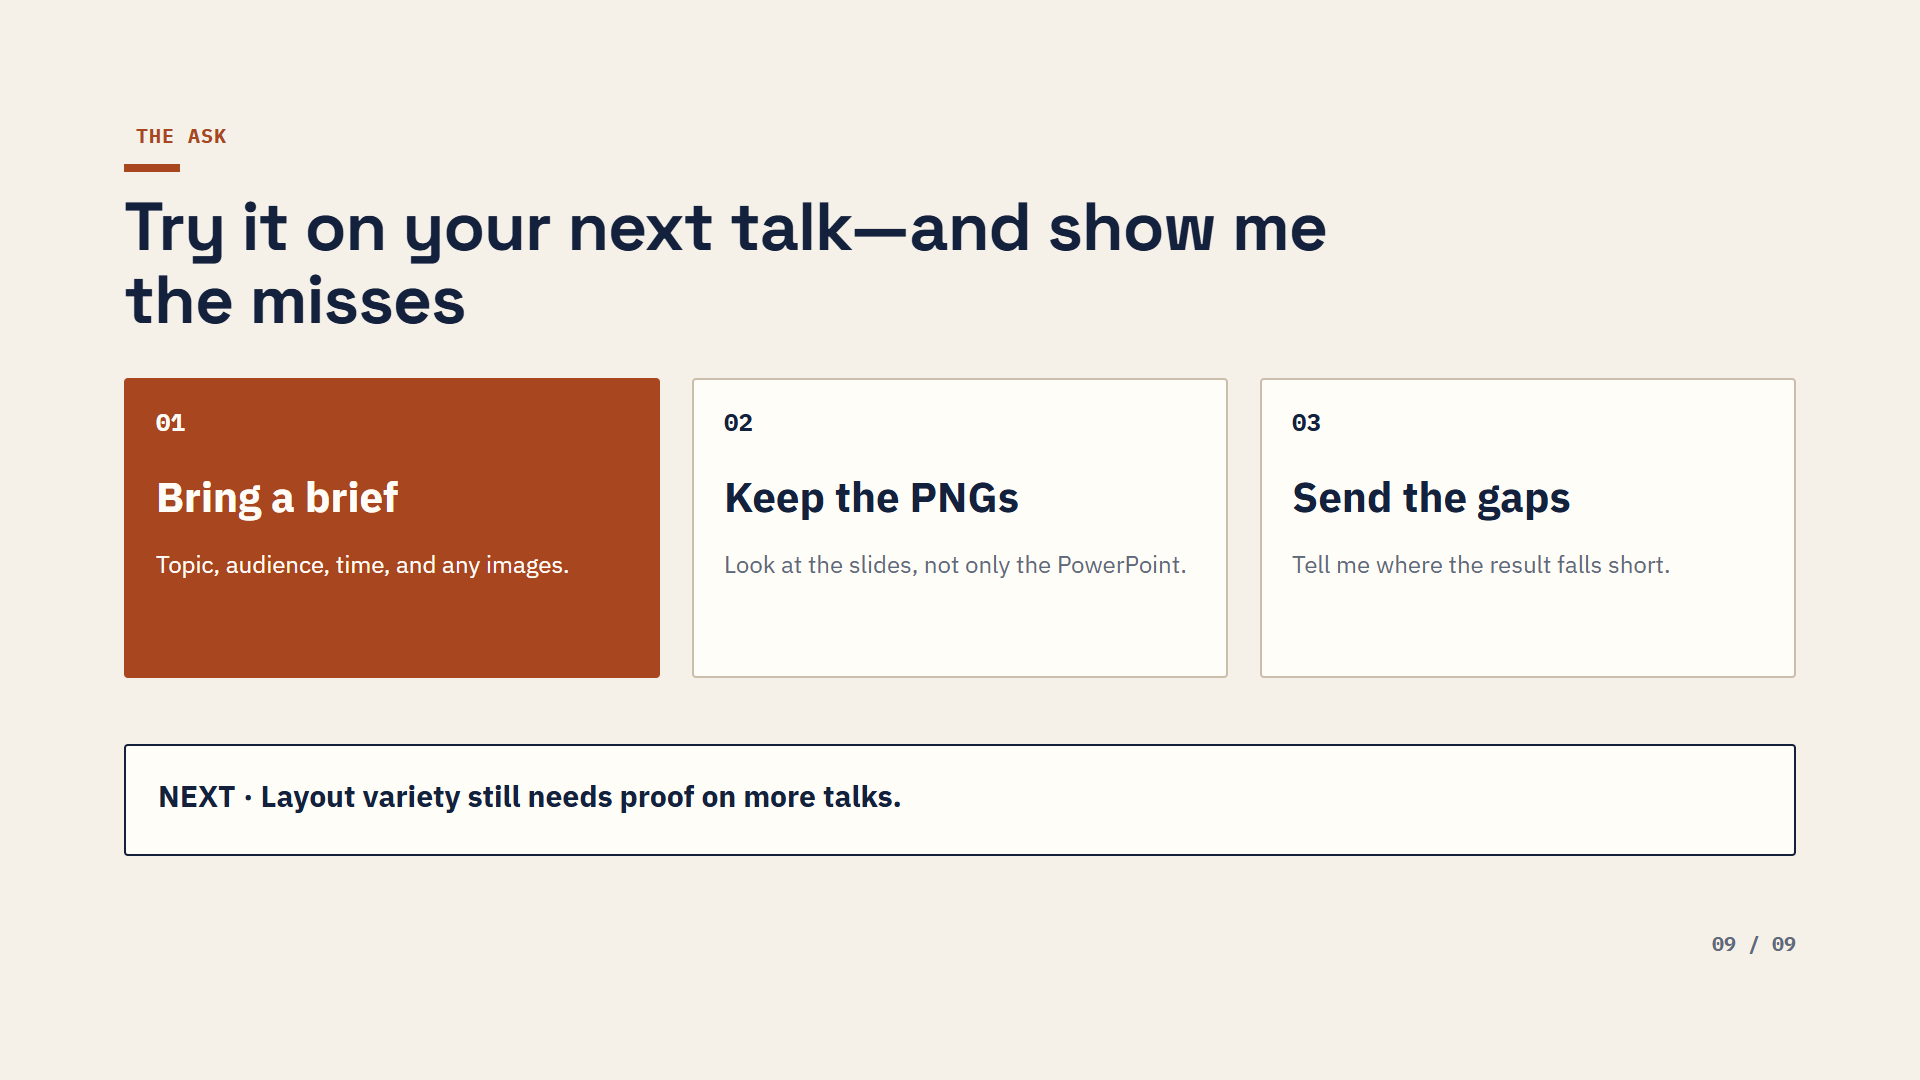 THE ASK
Try it on your next talk—and show me
the misses
01
Bring a brief
Topic, audience, time, and any images.
02
Keep the PNGs
Look at the slides, not only the PowerPoint.
03
Send the gaps
Tell me where the result falls short.
NEXT · Layout variety still needs proof on more talks.
09 / 09